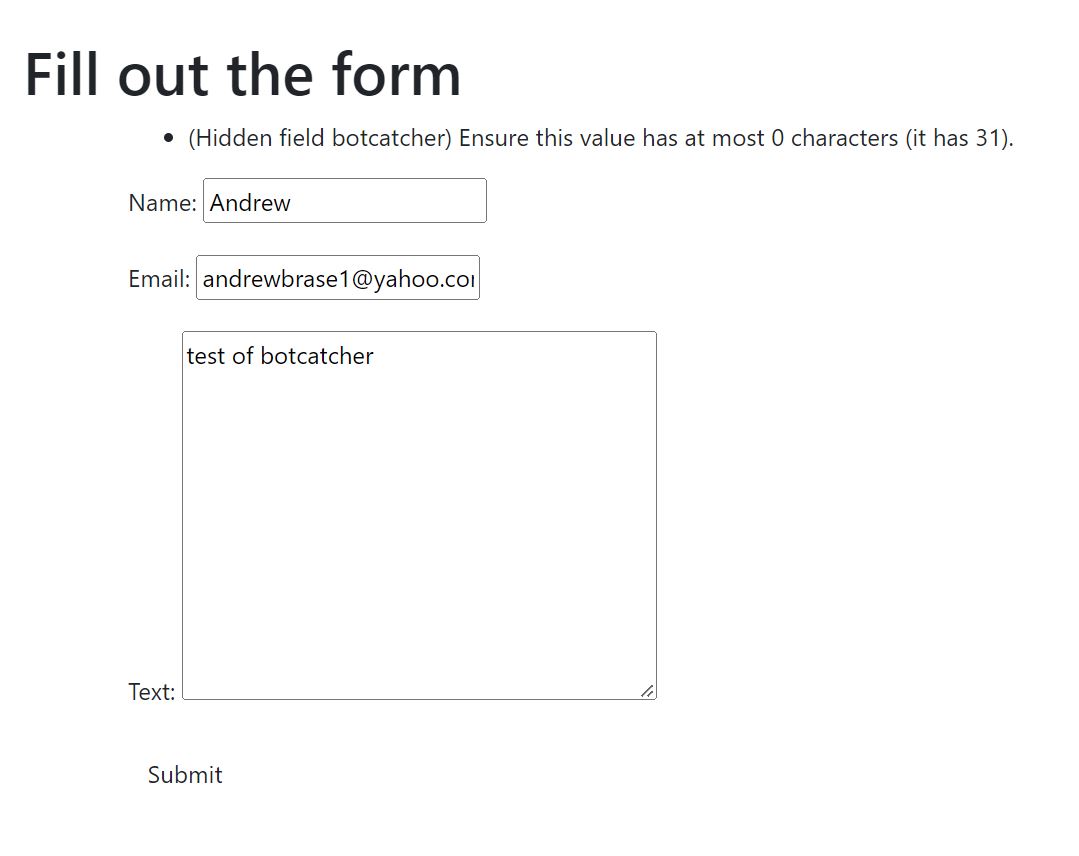 Fill out the form
• (Hidden field botcatcher) Ensure this value has at most 0 characters (it has 31).
Name: Andrew
Email: andrewbrase1@yahoo.co
test of botcatcher
Text:
Submit